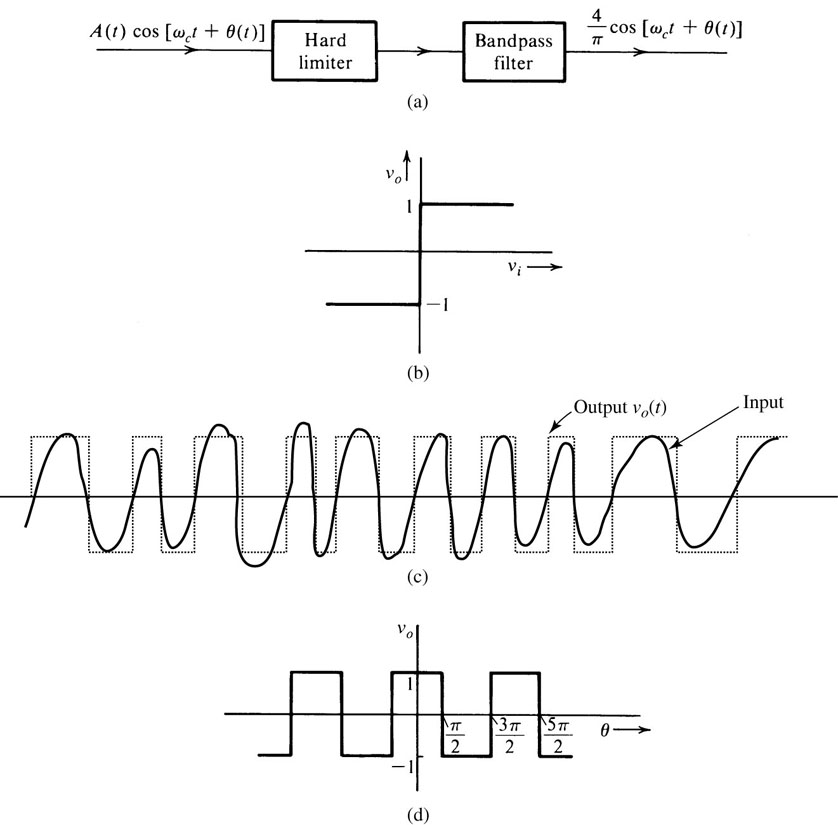 A(t) cos [ω_c t + θ(t)]
Hard
limiter
Bandpass
filter
4/π cos [ω_c t + θ(t)]
(a)
v_o
1
v_i
−1
(b)
Output v_o(t)
Input
(c)
v_o
1
π/2
3π/2
5π/2
θ
−1
(d)